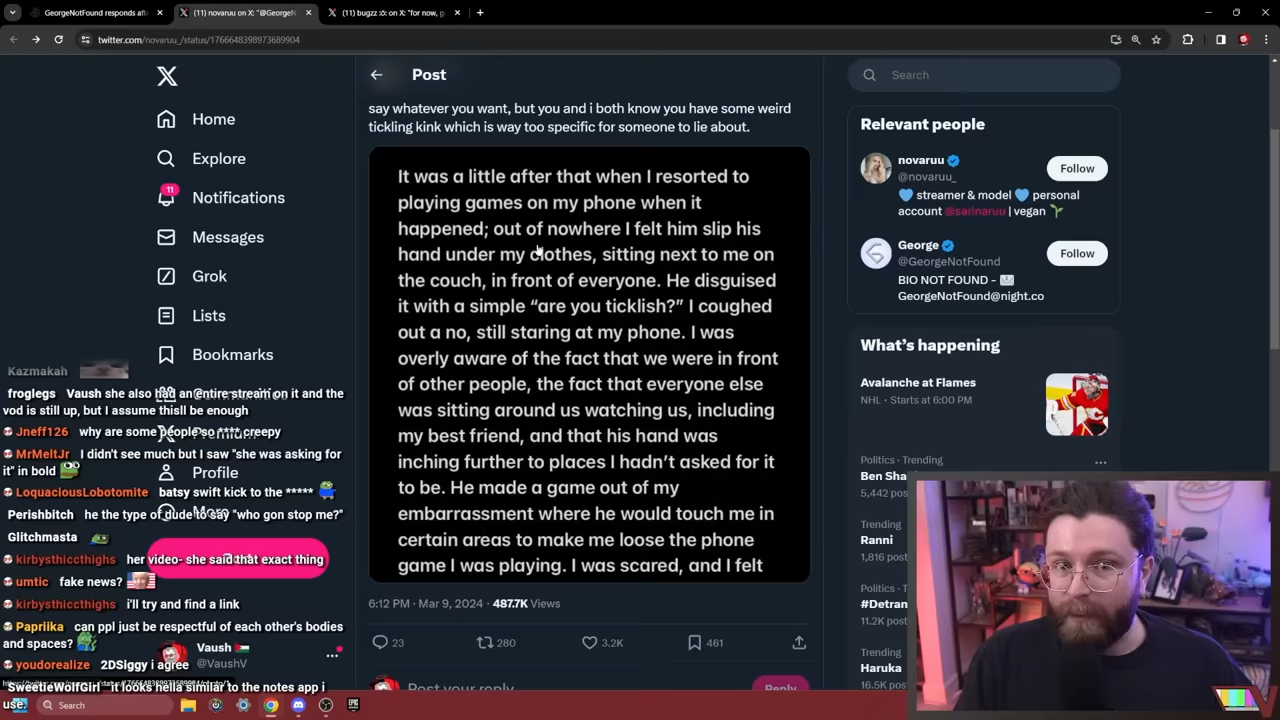 GeorgeNotFound responds aft
(11) novaruu on X: "@GeorgeN
(11) bugzz :ö: on X: "for now, g
twitter.com/novaruu_/status/1766648398973689904
Home
Explore
11
Notifications
Messages
Grok
Lists
Bookmarks
Profile
Vaush
@VaushV
Post
say whatever you want, but you and i both know you have some weird
tickling kink which is way too specific for someone to lie about.
It was a little after that when I resorted to
playing games on my phone when it
happened; out of nowhere I felt him slip his
hand under my clothes, sitting next to me on
the couch, in front of everyone. He disguised
it with a simple “are you ticklish?” I coughed
out a no, still staring at my phone. I was
overly aware of the fact that we were in front
of other people, the fact that everyone else
was sitting around us watching us, including
my best friend, and that his hand was
inching further to places I hadn’t asked for it
to be. He made a game out of my
embarrassment where he would touch me in
certain areas to make me loose the phone
game I was playing. I was scared, and I felt
6:12 PM · Mar 9, 2024 · 487.7K Views
23
280
3.2K
461
Post your reply
Reply
Search
Relevant people
novaruu
@novaruu_
Follow
streamer & model
personal
account @sarinaruu | vegan
George
@GeorgeNotFound
Follow
BIO NOT FOUND -
GeorgeNotFound@night.co
What’s happening
Avalanche at Flames
NHL · Starts at 6:00 PM
Politics · Trending
Ben Sha
5,442 pos
Trending
Ranni
1,816 pos
Politics · Trending
#Detran
11.2K pos
Trending
Haruka
16.5K pos
Kazmakah
froglegs Vaush she also had an entire stream on it and the
vod is still up, but I assume thisll be enough
Jneff126 why are some people so **** creepy
MrMeltJr I didn't see much but I saw "she was asking for
it" in bold
LoquaciousLobotomite batsy swift kick to the *****
Perishbitch he the type of dude to say "who gon stop me?"
Glitchmasta
kirbysthiccthighs her video- she said that exact thing
umtic fake news?
kirbysthiccthighs i'll try and find a link
Papriika can ppl just be respectful of each other's bodies
and spaces?
youdorealize 2DSiggy i agree
SweetieWolfGirl it looks hella similar to the notes app i
use.
Search